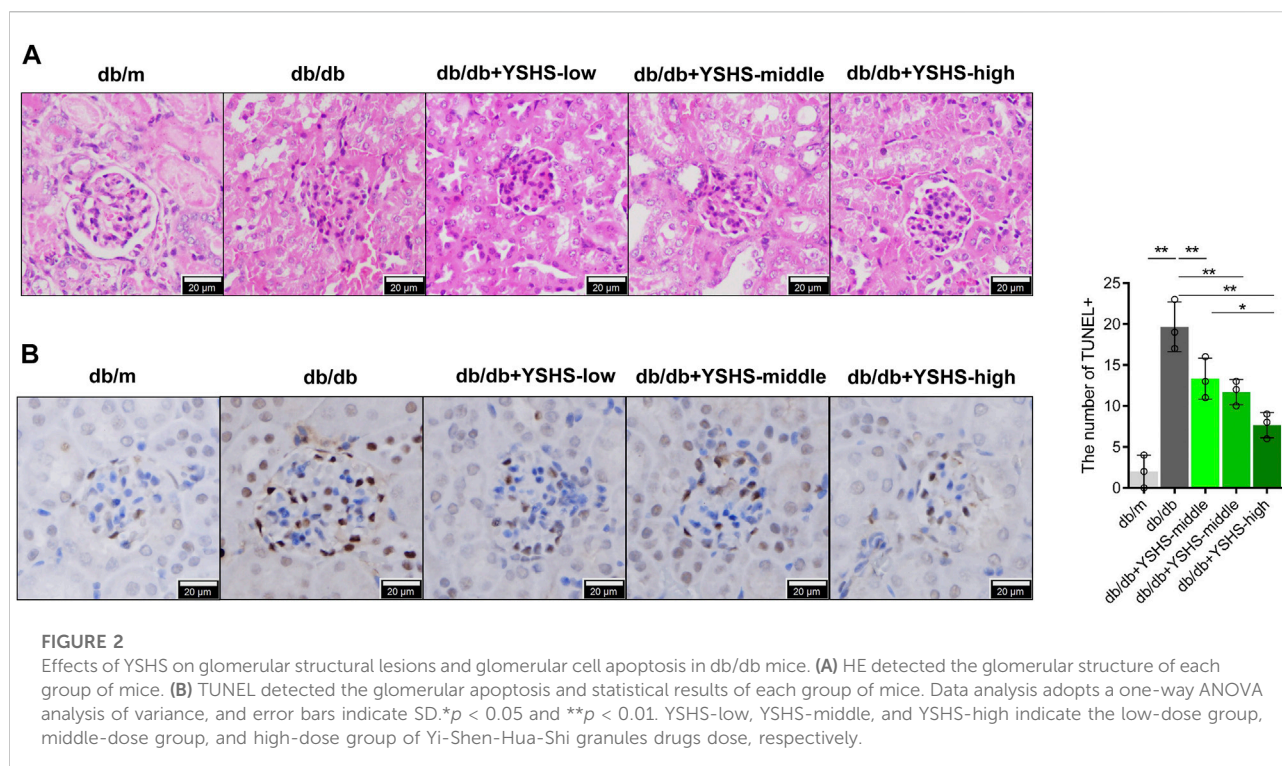 A
db/m
db/db
db/db+YSHS-low
db/db+YSHS-middle
db/db+YSHS-high
20 µm
20 µm
20 µm
20 µm
20 µm
B
db/m
db/db
db/db+YSHS-low
db/db+YSHS-middle
db/db+YSHS-high
20 µm
20 µm
20 µm
20 µm
20 µm
The number of TUNEL+
25
20
15
10
5
0
** **
**
**
*
db/m
db/db
db/db+YSHS-middle
db/db+YSHS-middle
db/db+YSHS-high
FIGURE 2
Effects of YSHS on glomerular structural lesions and glomerular cell apoptosis in db/db mice. (A) HE detected the glomerular structure of each
group of mice. (B) TUNEL detected the glomerular apoptosis and statistical results of each group of mice. Data analysis adopts a one-way ANOVA
analysis of variance, and error bars indicate SD.*p < 0.05 and **p < 0.01. YSHS-low, YSHS-middle, and YSHS-high indicate the low-dose group,
middle-dose group, and high-dose group of Yi-Shen-Hua-Shi granules drugs dose, respectively.